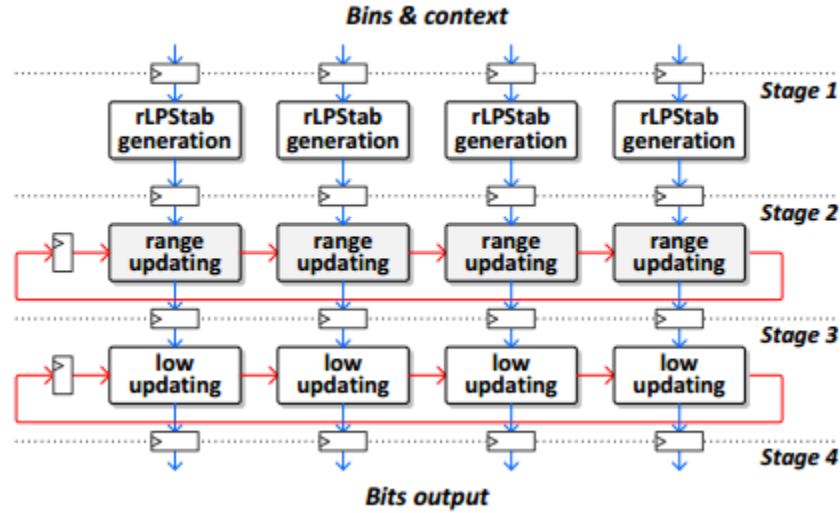 Bins & context
Stage 1
rLPStab
generation
rLPStab
generation
rLPStab
generation
rLPStab
generation
Stage 2
range
updating
range
updating
range
updating
range
updating
Stage 3
low
updating
low
updating
low
updating
low
updating
Stage 4
Bits output